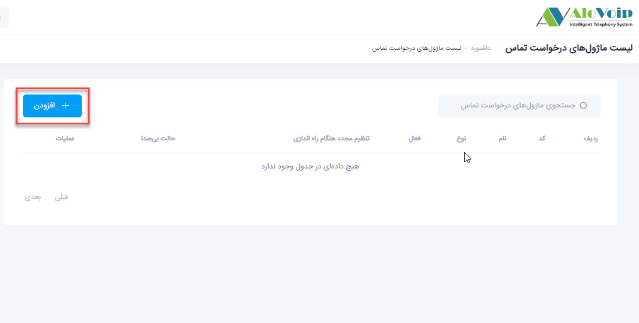 AloVoip
Intelligent Telephony System
لیست ماژول‌های درخواست تماس
داشبورد - لیست ماژول‌های درخواست تماس
جستجوی ماژول‌های درخواست تماس
افزودن +
ردیف کد نام نوع فعال تنظیم مجدد هنگام راه اندازی حالت بی‌صدا عملیات
هیچ داده‌ای در جدول وجود ندارد
قبلی بعدی